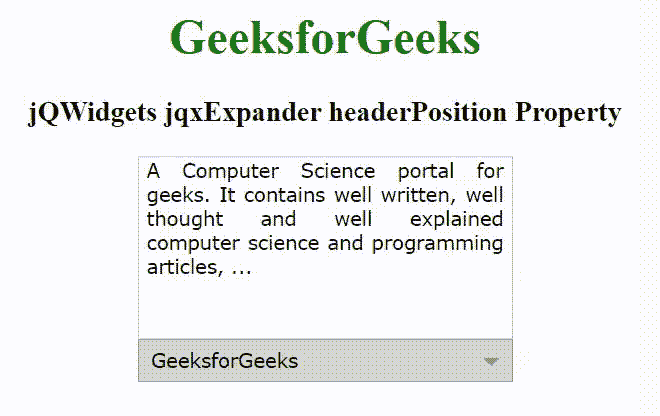 GeeksforGeeks
jQWidgets jqxExpander headerPosition Property
A Computer Science portal for
geeks. It contains well written, well
thought and well explained
computer science and programming
articles, ...
GeeksforGeeks